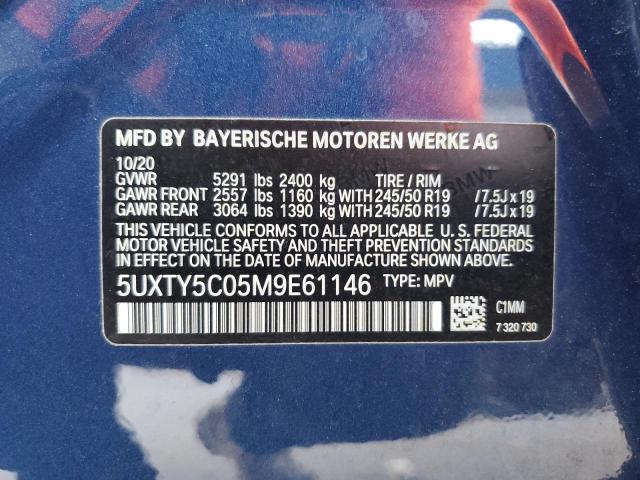 MFD BY BAYERISCHE MOTOREN WERKE AG
10/20
GVWR 5291 lbs 2400 kg TIRE / RIM
GAWR FRONT 2557 lbs 1160 kg WITH 245/50 R19 / 7.5J x 19
GAWR REAR 3064 lbs 1390 kg WITH 245/50 R19 / 7.5J x 19
THIS VEHICLE CONFORMS TO ALL APPLICABLE U. S. FEDERAL
MOTOR VEHICLE SAFETY AND THEFT PREVENTION STANDARDS
IN EFFECT ON THE DATE OF MANUFACTURE SHOWN ABOVE.
5UXTY5C05M9E61146 TYPE: MPV
C1MM
7 320 730